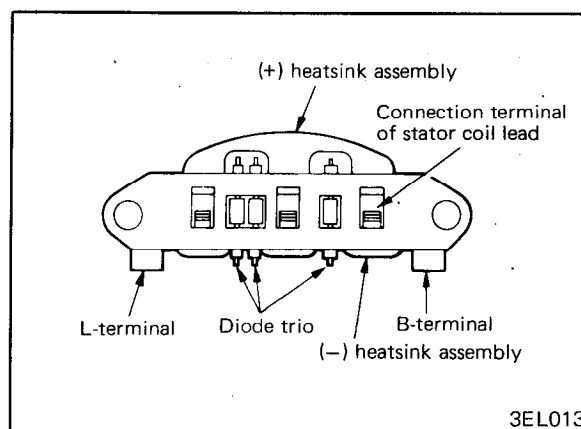 (+) heatsink assembly
Connection terminal
of stator coil lead
L-terminal
Diode trio
B-terminal
(−) heatsink assembly
3EL013